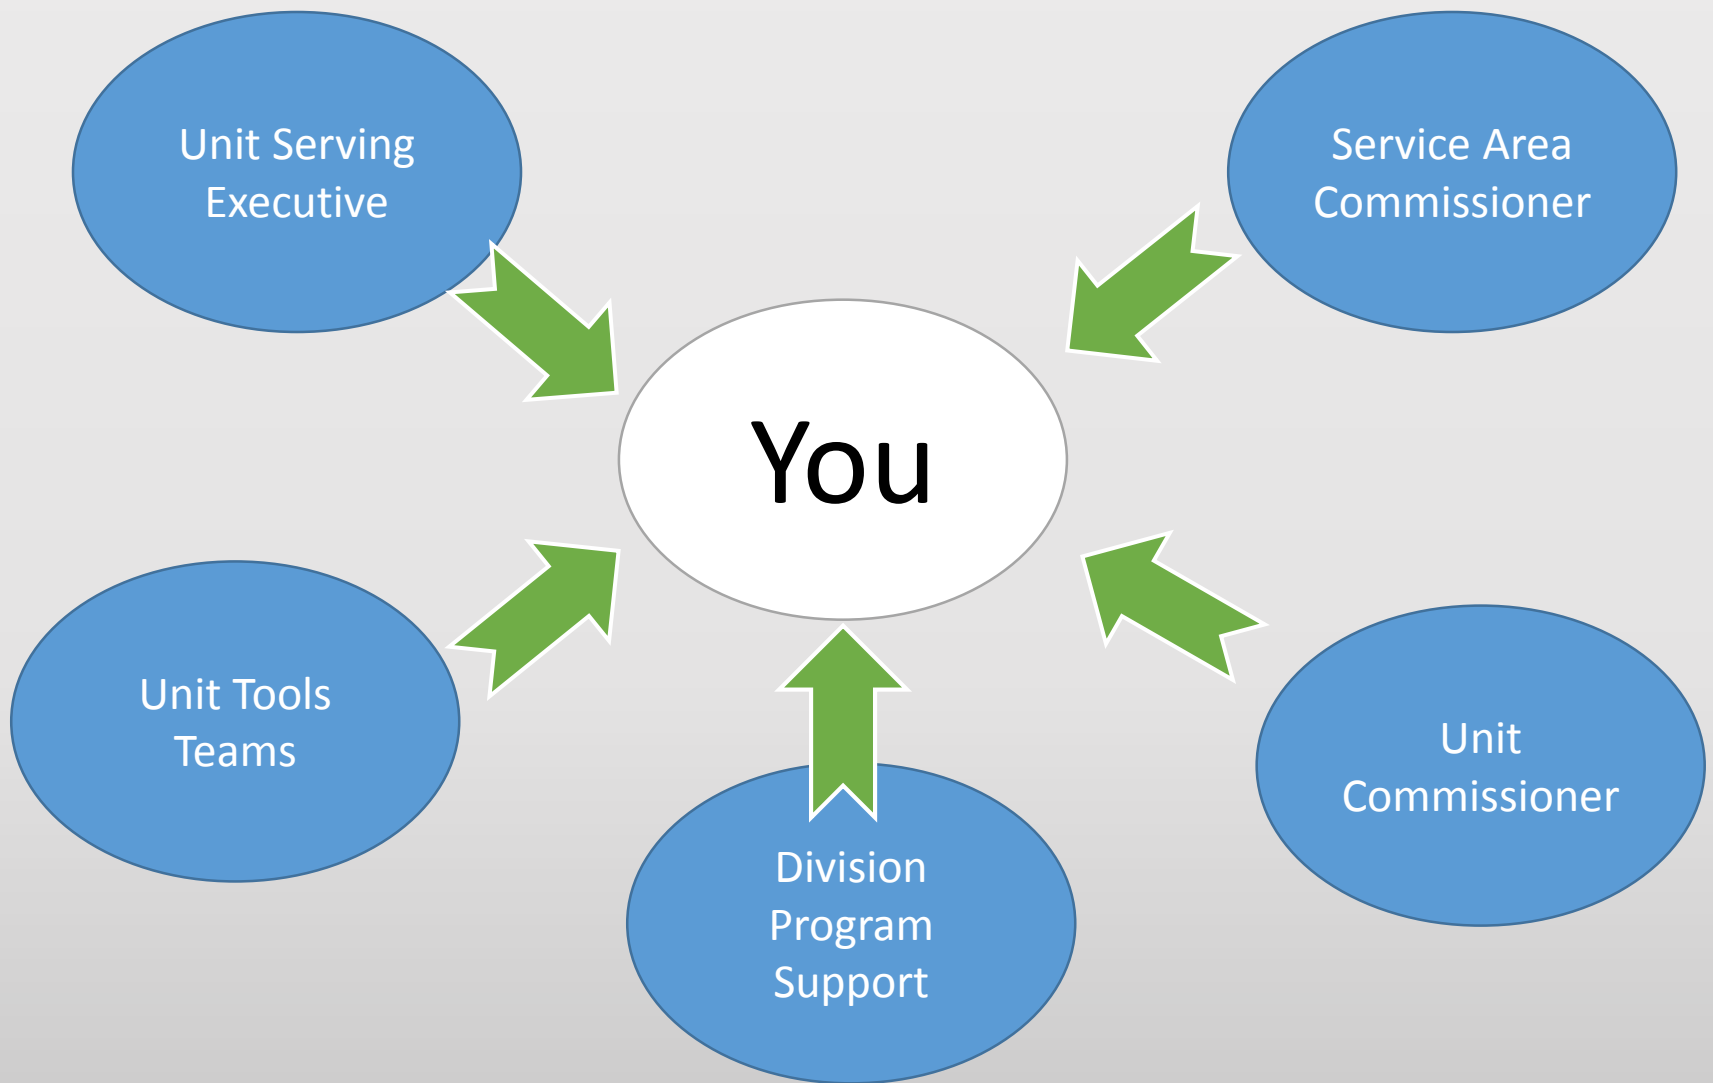 Unit Serving
Executive
Service Area
Commissioner
You
Unit Tools
Teams
Unit
Commissioner
Division
Program
Support